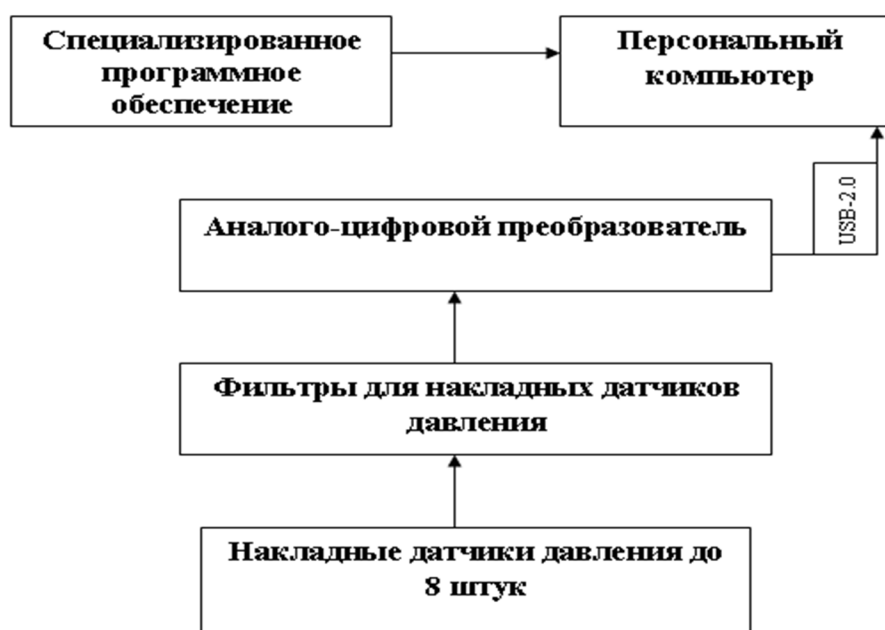 Специализированное
программное
обеспечение
Персональный
компьютер
USB-2.0
Аналого-цифровой преобразователь
Фильтры для накладных датчиков
давления
Накладные датчики давления до
8 штук